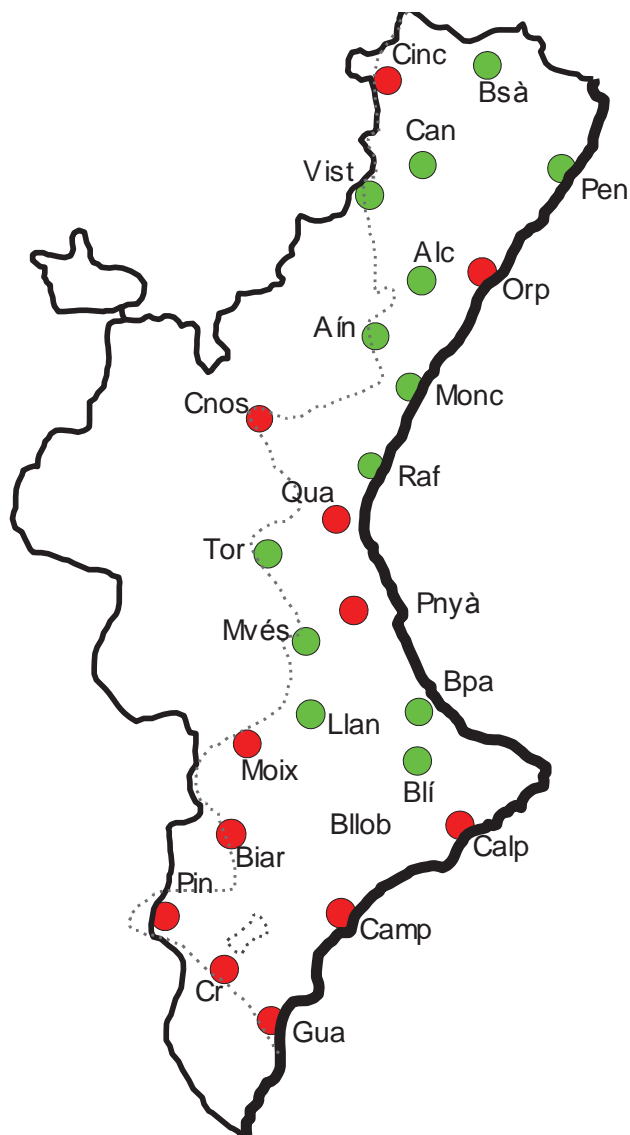 Cinc
Bsà
Can
Vist
Pen
Alc
Orp
Aín
Monc
Cnos
Raf
Qua
Tor
Pnyà
Mvés
Bpa
Llan
Moix
Blí
Bllob
Calp
Biar
Pin
Camp
Cr
Gua